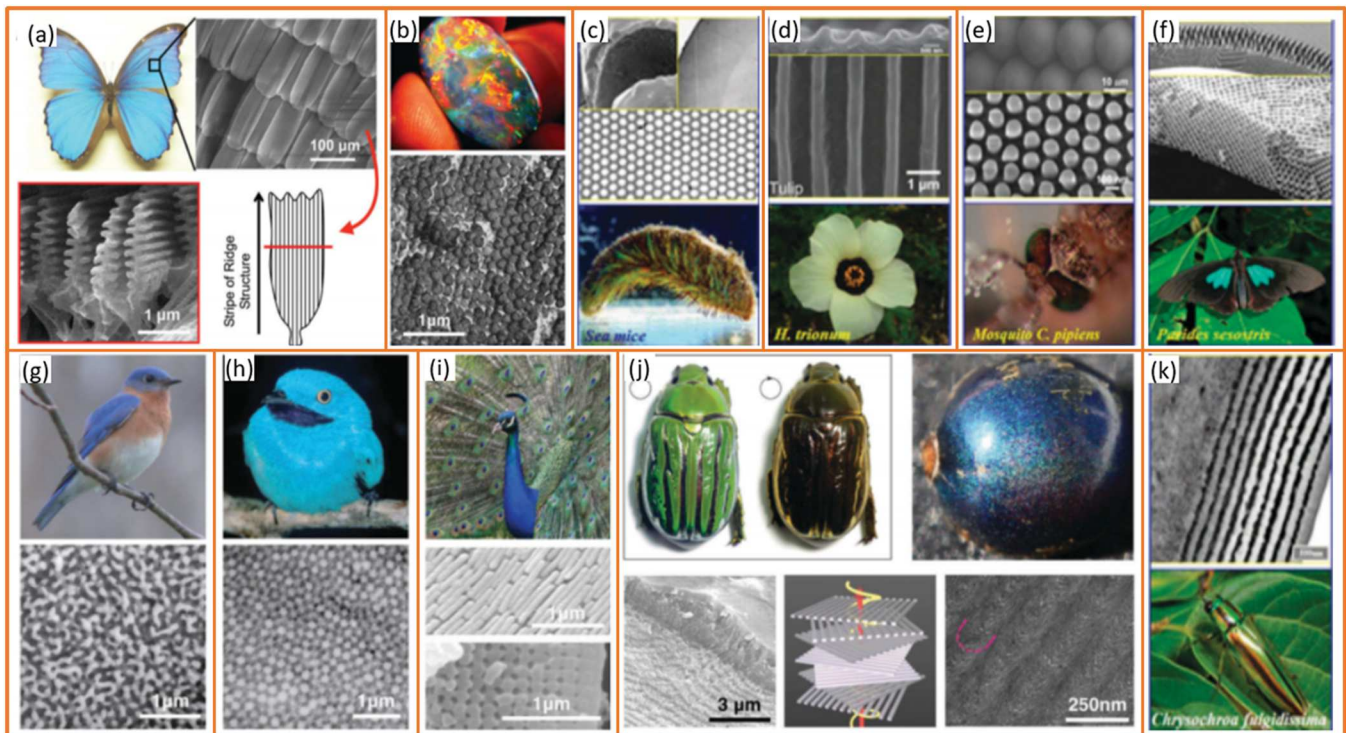 (a)
100 µm
1 µm
Stripe of Ridge
Structure
(b)
1µm
(c)
Sea mice
(d)
Tulip
1 µm
H. trionum
(e)
10 µm
Mosquito C. pipiens
(f)
Parides sesostris
(g)
1µm
(h)
1µm
(i)
1µm
1µm
(j)
3 µm
250nm
(k)
Chrysochroa fulgidissima